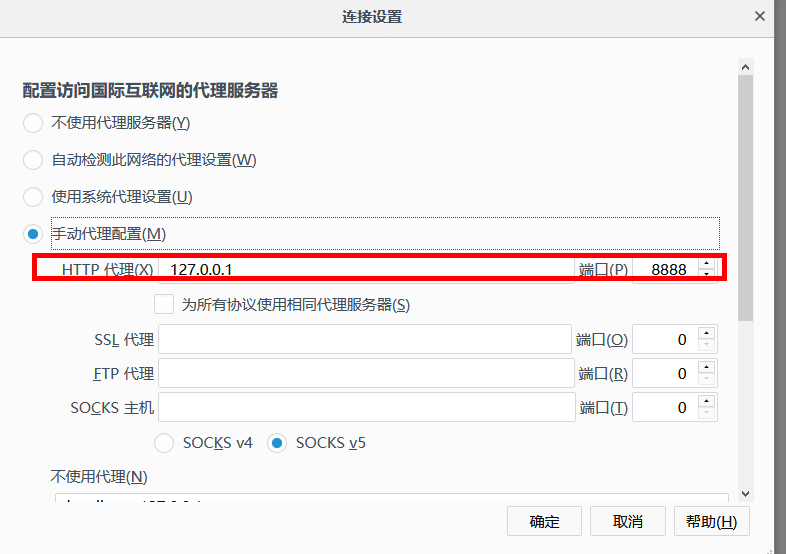 连接设置
配置访问国际互联网的代理服务器
不使用代理服务器(Y)
自动检测此网络的代理设置(W)
使用系统代理设置(U)
手动代理配置(M)
HTTP 代理(X) 127.0.0.1 端口(P) 8888
为所有协议使用相同代理服务器(S)
SSL 代理 端口(O) 0
FTP 代理 端口(R) 0
SOCKS 主机 端口(T) 0
SOCKS v4 SOCKS v5
不使用代理(N)
确定 取消 帮助(H)